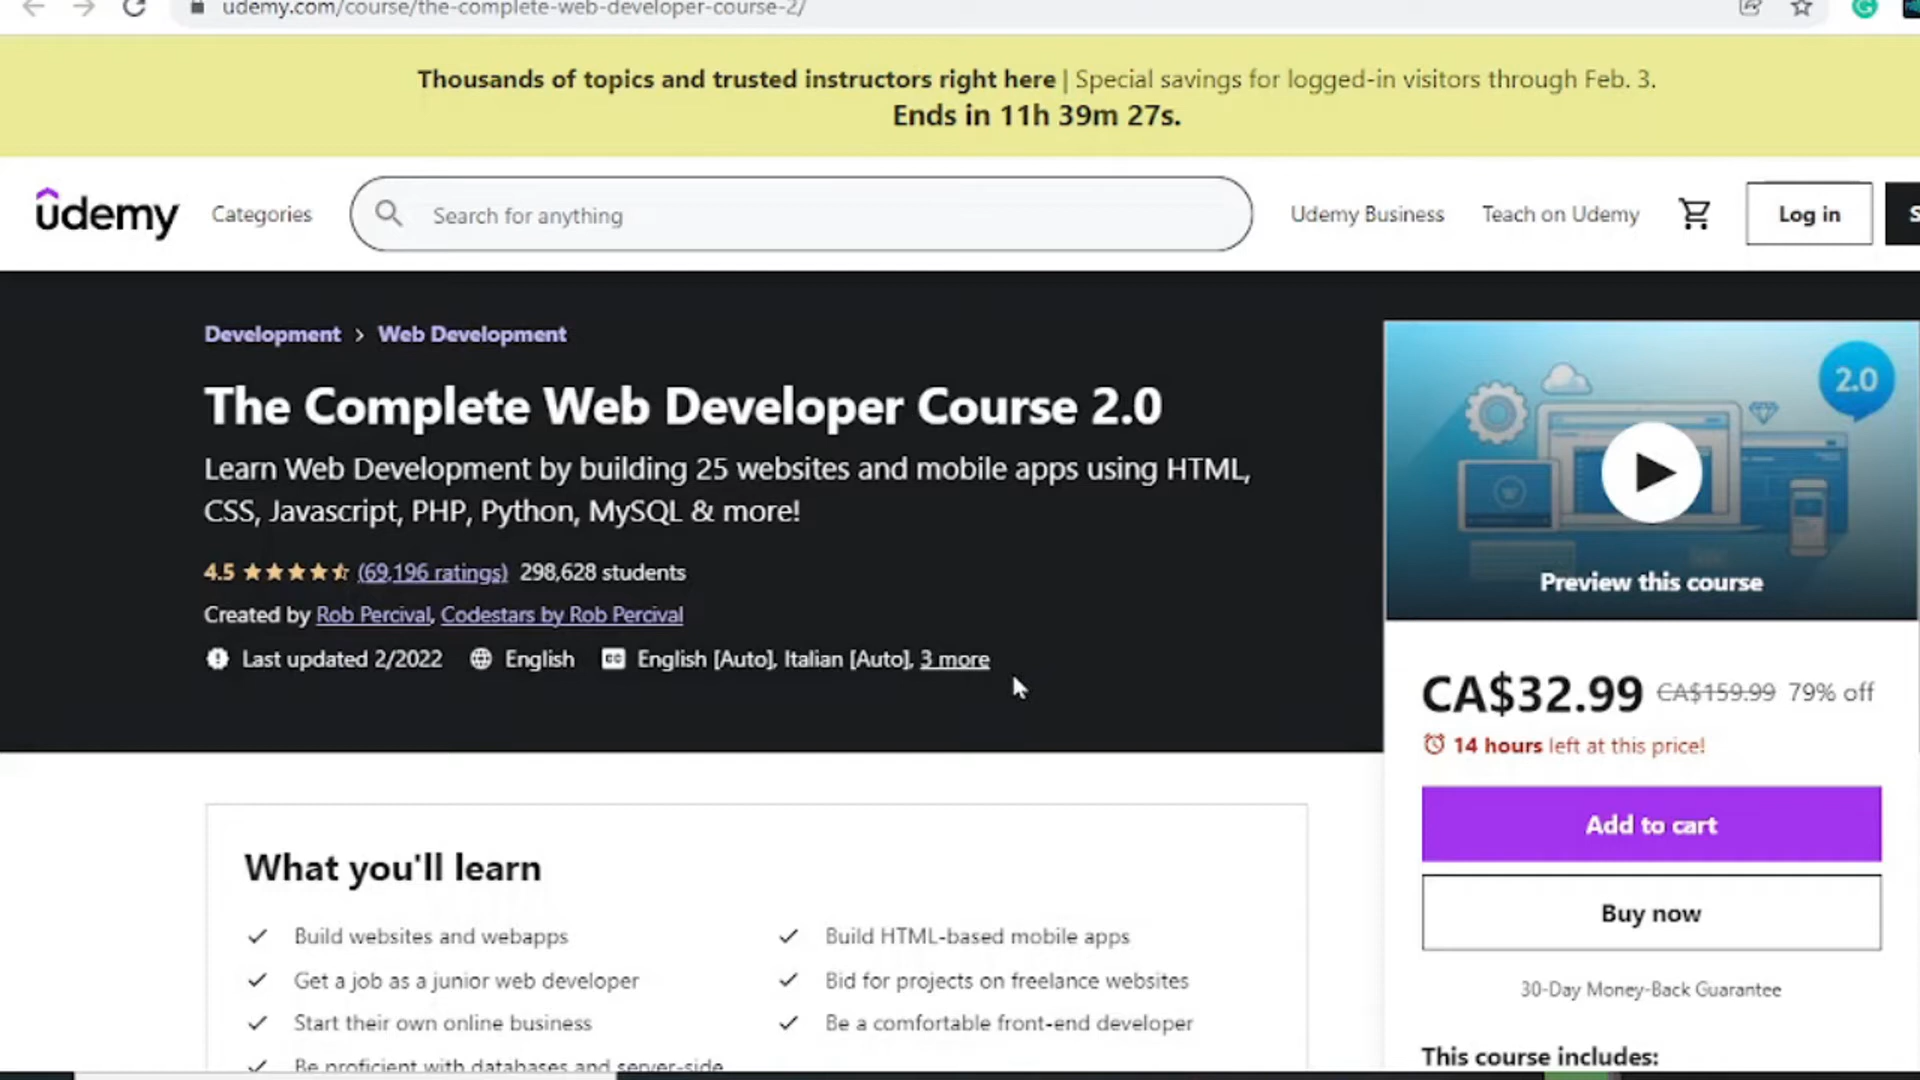 udemy.com/course/the-complete-web-developer-course-2/
Thousands of topics and trusted instructors right here | Special savings for logged-in visitors through Feb. 3.
Ends in 11h 39m 27s.
udemy
Categories
Search for anything
Udemy Business
Teach on Udemy
Log in
S
Development > Web Development
The Complete Web Developer Course 2.0
Learn Web Development by building 25 websites and mobile apps using HTML,
CSS, Javascript, PHP, Python, MySQL & more!
4.5 (69,196 ratings) 298,628 students
Created by Rob Percival, Codestars by Rob Percival
Last updated 2/2022 English CC English [Auto], Italian [Auto], 3 more
2.0
Preview this course
CA$32.99 CA$159.99 79% off
14 hours left at this price!
Add to cart
Buy now
30-Day Money-Back Guarantee
This course includes:
What you'll learn
Build websites and webapps
Build HTML-based mobile apps
Get a job as a junior web developer
Bid for projects on freelance websites
Start their own online business
Be a comfortable front-end developer
Be proficient with databases and server-side